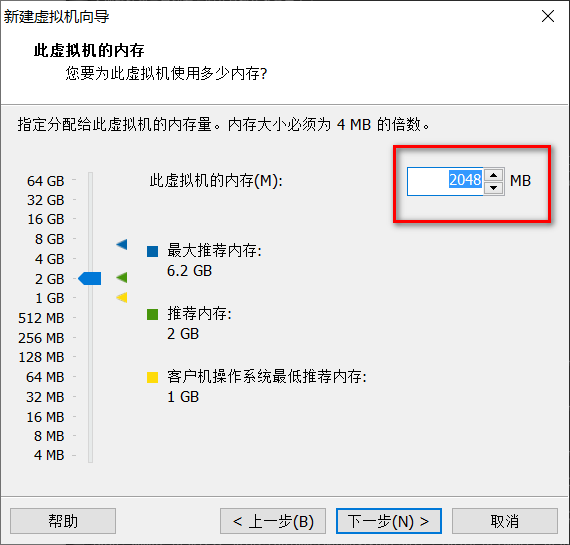 新建虚拟机向导
此虚拟机的内存
您要为此虚拟机使用多少内存?
指定分配给此虚拟机的内存量。内存大小必须为 4 MB 的倍数。
此虚拟机的内存(M):
2048 MB
64 GB
32 GB
16 GB
8 GB
4 GB
2 GB
1 GB
512 MB
256 MB
128 MB
64 MB
32 MB
16 MB
8 MB
4 MB
最大推荐内存:
6.2 GB
推荐内存:
2 GB
客户机操作系统最低推荐内存:
1 GB
帮助
< 上一步(B)
下一步(N) >
取消